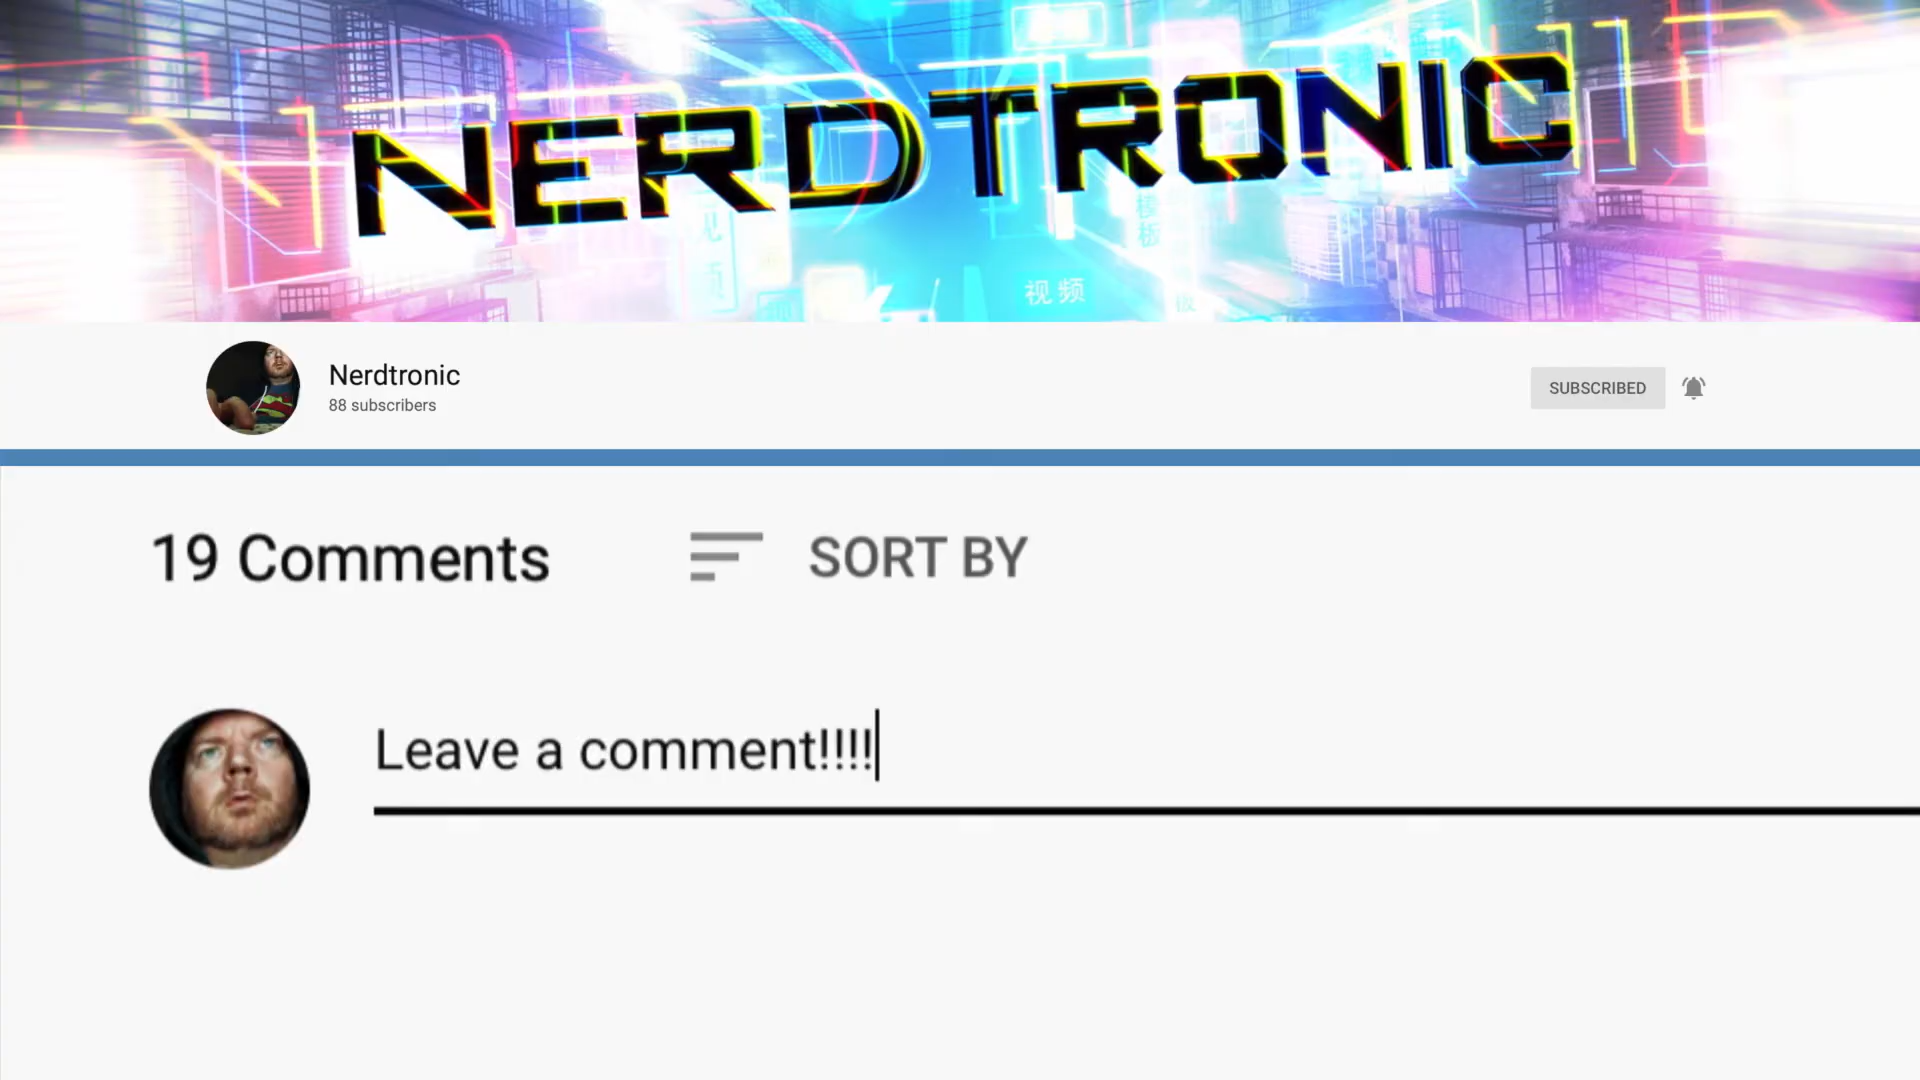 NERDTRONIC
视频
Nerdtronic
88 subscribers
SUBSCRIBED
19 Comments
SORT BY
Leave a comment!!!!